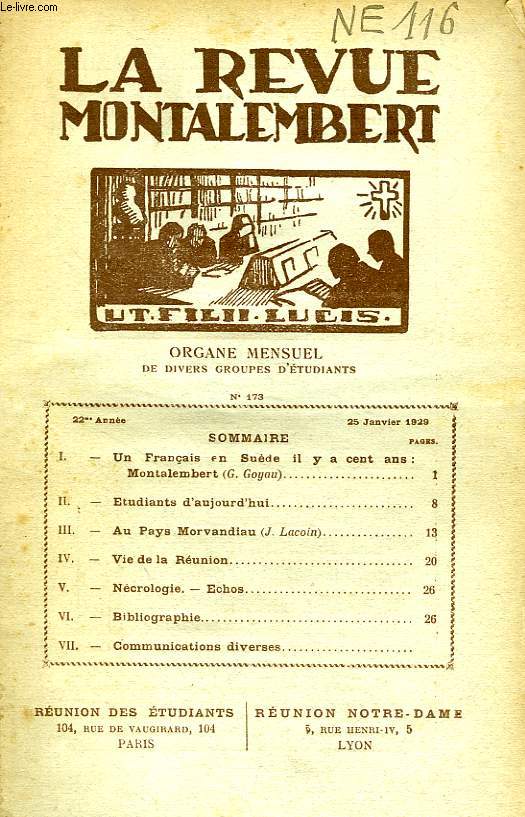 © Le-livre.com
NE 116
LA REVUE
MONTALEMBERT
UT. FILII. LUCIS.
ORGANE MENSUEL
DE DIVERS GROUPES D'ÉTUDIANTS
N° 173
22me Année 25 Janvier 1929
SOMMAIRE
PAGES.
I. — Un Français en Suède il y a cent ans :
Montalembert (G. Goyau)........................ 1
II. — Etudiants d'aujourd'hui........................ 8
III. — Au Pays Morvandiau (J. Lacoin)................ 13
IV. — Vie de la Réunion........................ 20
V. — Nécrologie. — Echos........................ 26
VI. — Bibliographie........................ 26
VII. — Communications diverses........................
RÉUNION DES ÉTUDIANTS
104, RUE DE VAUGIRARD, 104
PARIS
RÉUNION NOTRE-DAME
5, RUE HENRI-IV, 5
LYON